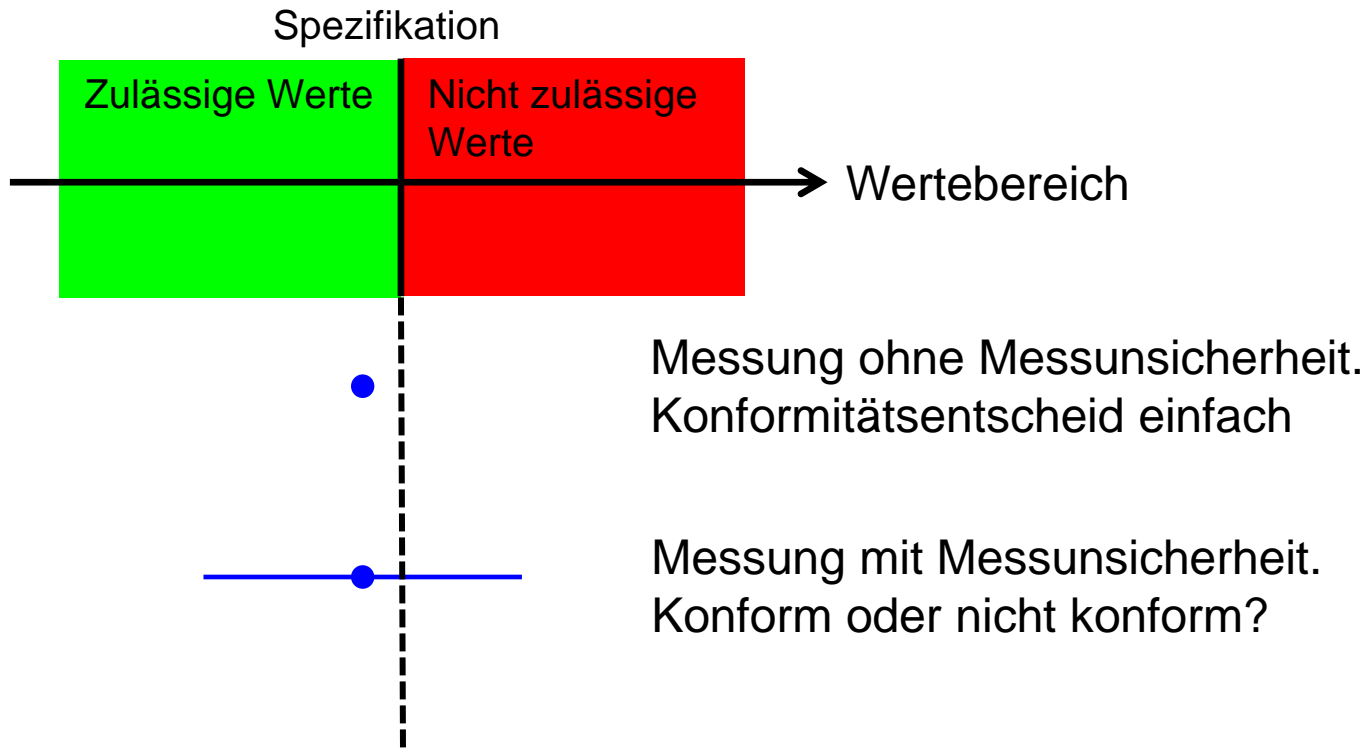 Spezifikation
Zulässige Werte
Nicht zulässige
Werte
Wertebereich
Messung ohne Messunsicherheit.
Konformitätsentscheid einfach
Messung mit Messunsicherheit.
Konform oder nicht konform?